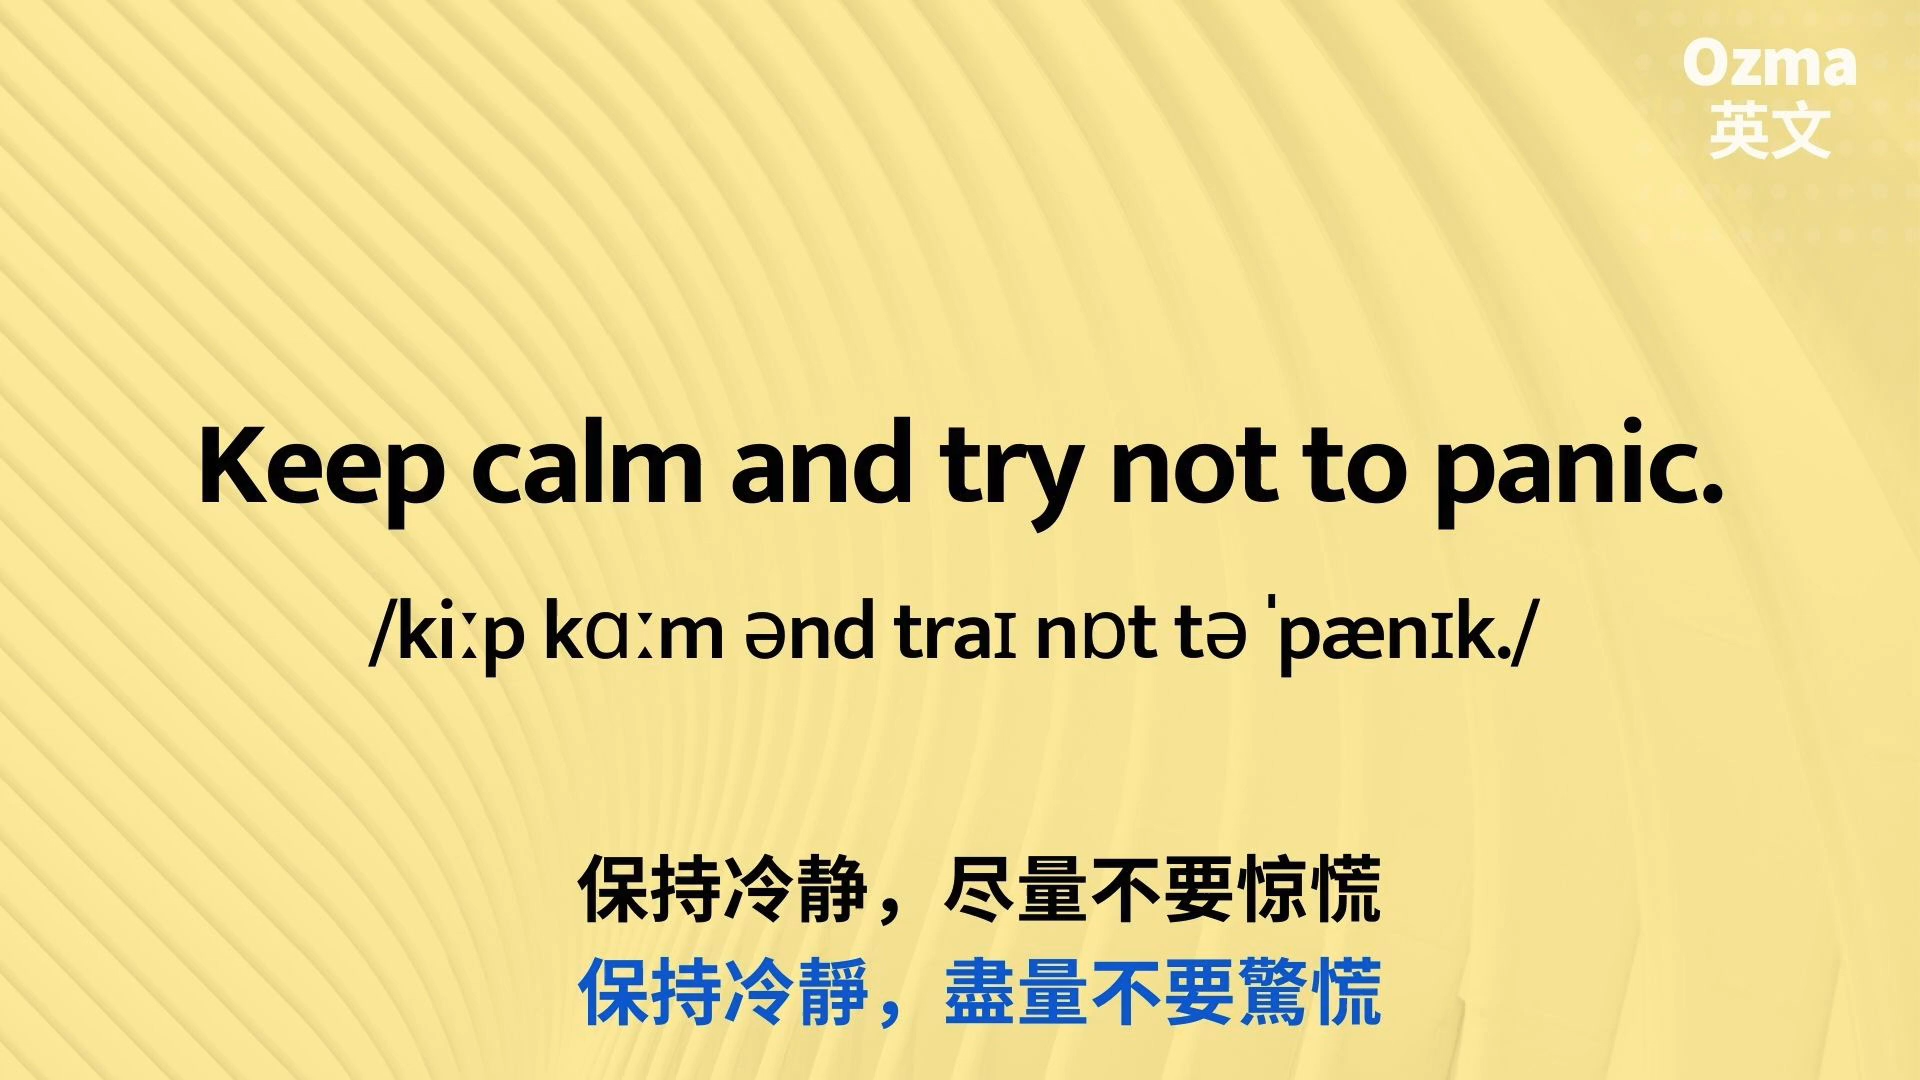 Ozma
英文
Keep calm and try not to panic.
/kiːp kɑːm ənd traɪ nɒt tə ˈpænɪk./
保持冷静，尽量不要惊慌
保持冷靜，盡量不要驚慌